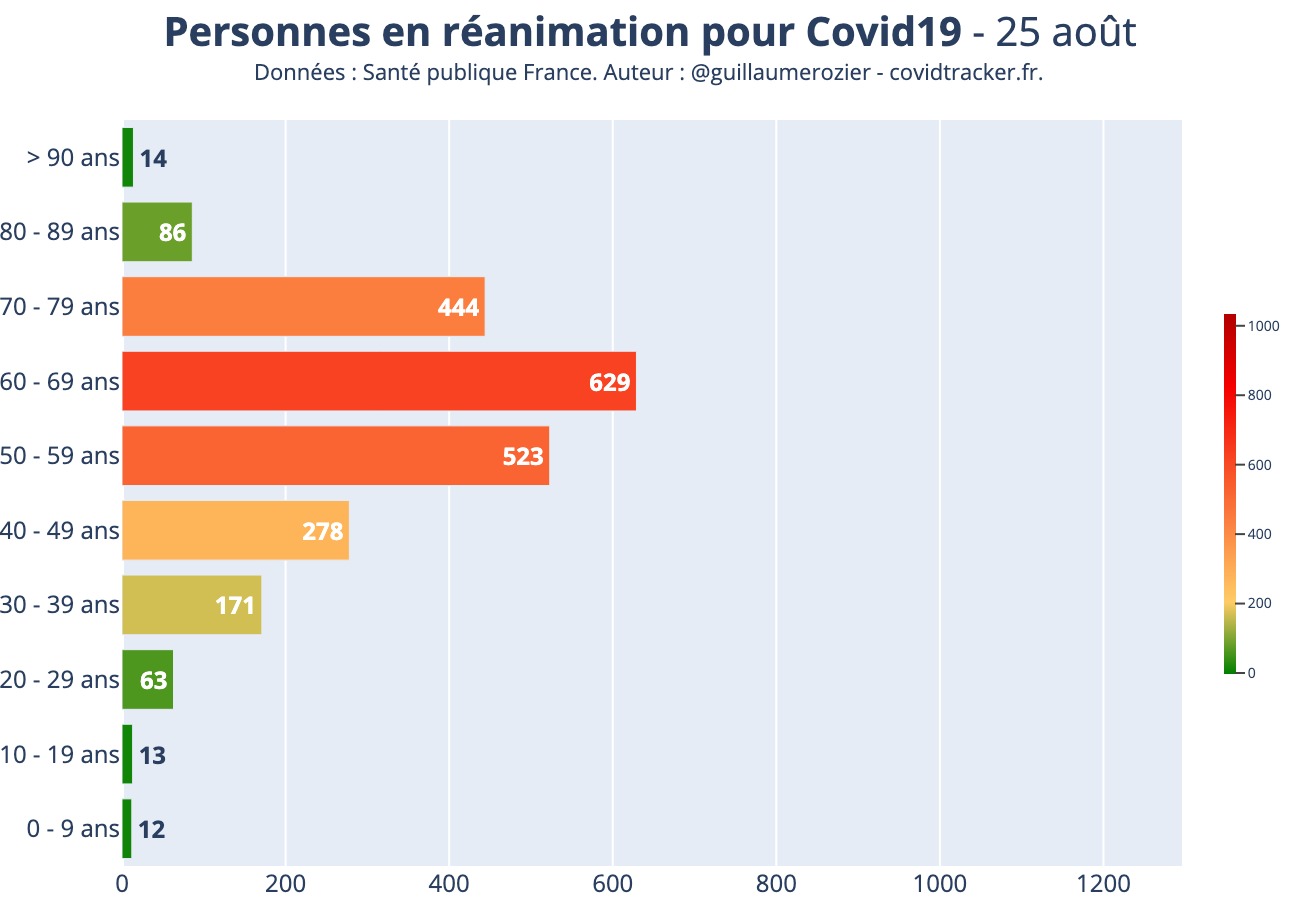 Personnes en réanimation pour Covid19 - 25 août
Données : Santé publique France. Auteur : @guillaumerozier - covidtracker.fr.
> 90 ans 14
80 - 89 ans 86
70 - 79 ans 444
60 - 69 ans 629
50 - 59 ans 523
40 - 49 ans 278
30 - 39 ans 171
20 - 29 ans 63
10 - 19 ans 13
0 - 9 ans 12
0 200 400 600 800 1000 1200
1000
800
600
400
200
0